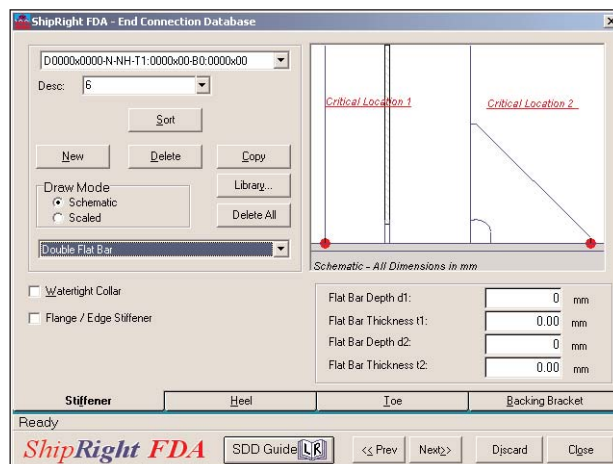 ShipRight FDA - End Connection Database
D0000x0000-N-NH-T1:0000x00-B0:0000x00
Desc: 6
Sort
New Delete Copy
Draw Mode
Schematic
Scaled
Library...
Delete All
Double Flat Bar
Critical Location 1 Critical Location 2
Schematic - All Dimensions in mm
Watertight Collar
Flange / Edge Stiffener
Flat Bar Depth d1: 0 mm
Flat Bar Thickness t1: 0.00 mm
Flat Bar Depth d2: 0 mm
Flat Bar Thickness t2: 0.00 mm
Stiffener Heel Toe Backing Bracket
Ready
ShipRight FDA SDD Guide LR << Prev Next>> Discard Close